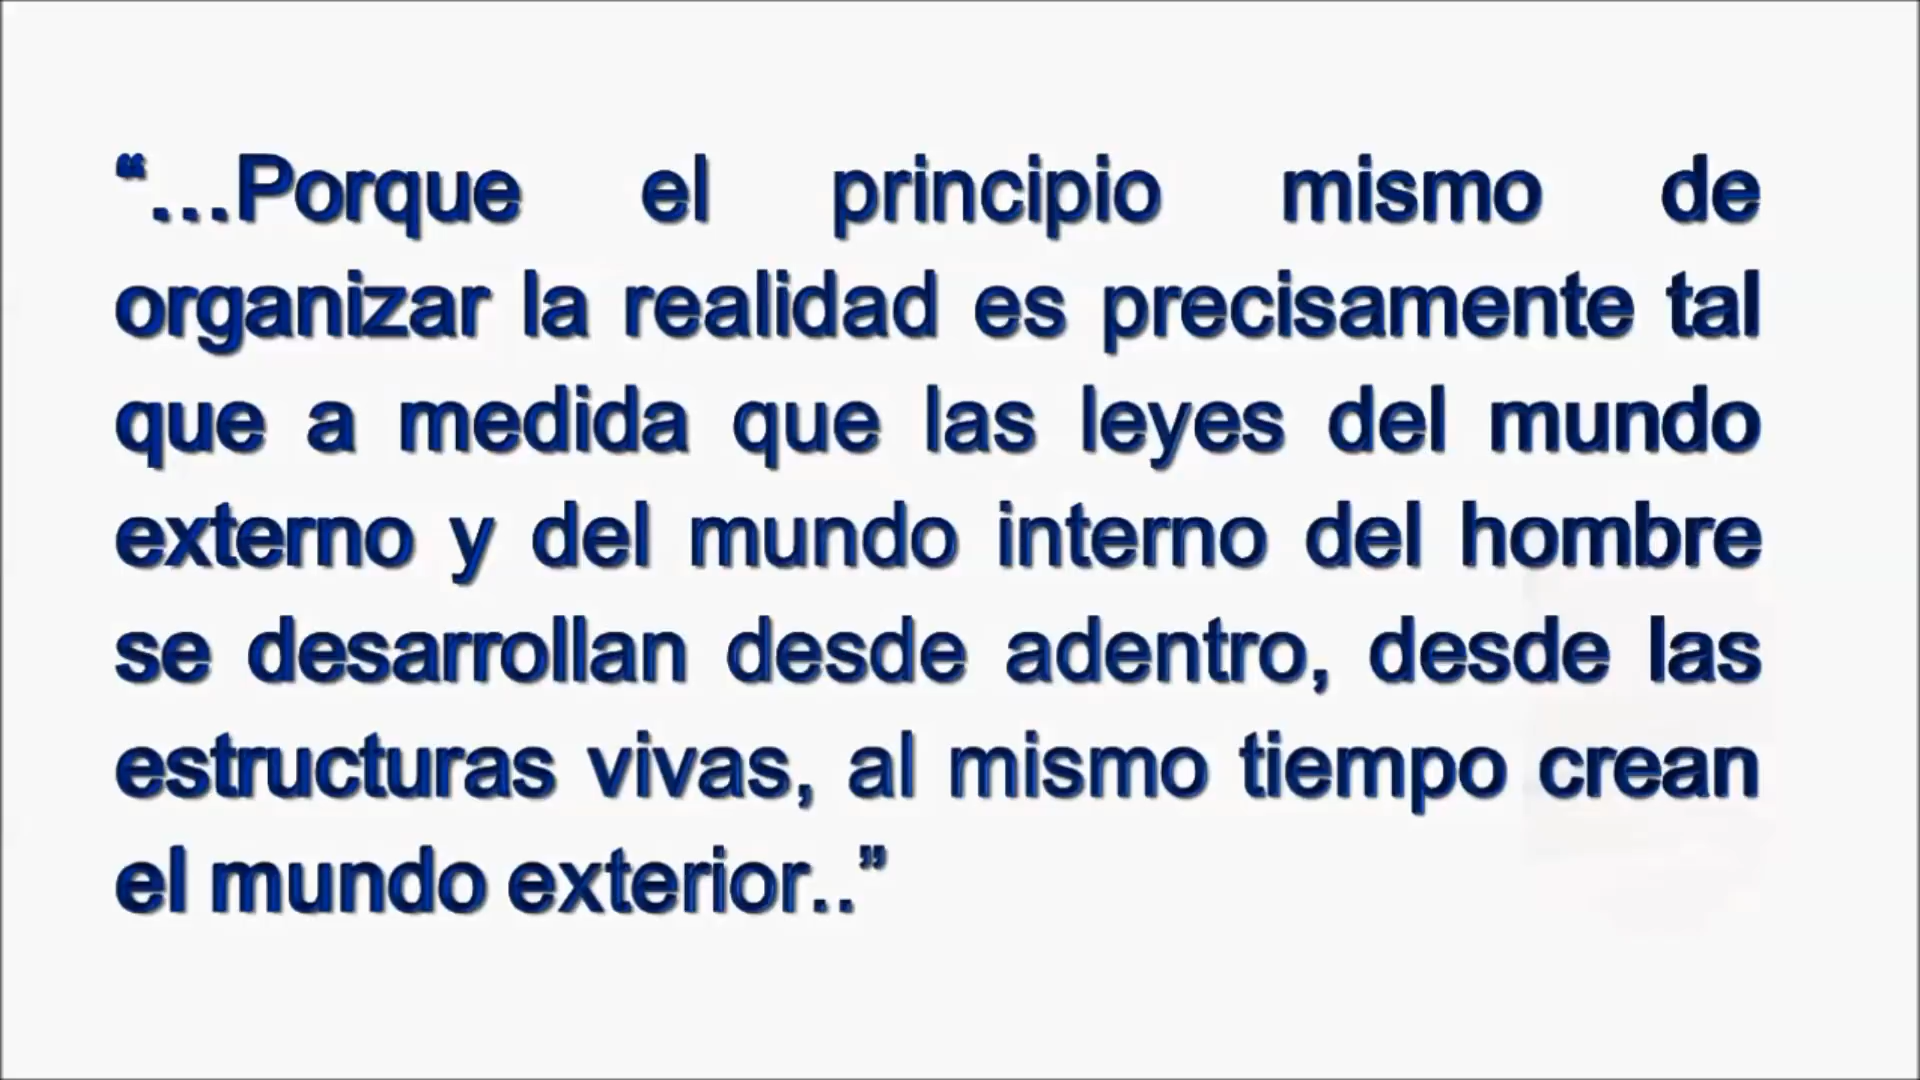 “...Porque el principio mismo de
organizar la realidad es precisamente tal
que a medida que las leyes del mundo
externo y del mundo interno del hombre
se desarrollan desde adentro, desde las
estructuras vivas, al mismo tiempo crean
el mundo exterior..”